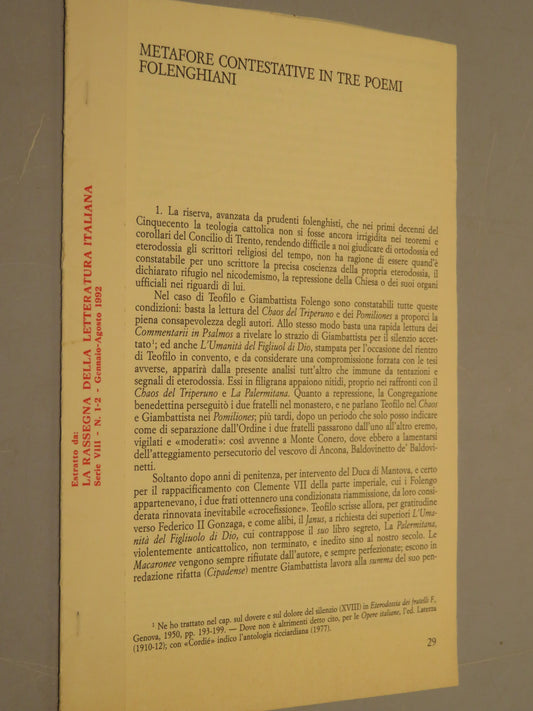 Estratto da:
LA RASSEGNA DELLA LETTERATURA ITALIANA
Serie VIII - N. 1-2 - Gennaio-Agosto 1992
METAFORE CONTESTATIVE IN TRE POEMI
FOLENGHIANI
1. La riserva, avanzata da prudenti folenghisti, che nei primi decenni del
Cinquecento la teologia cattolica non si fosse ancora irrigidita nei teoremi e
corollari del Concilio di Trento, rendendo difficile a noi giudicare di ortodossia ed
eterodossia gli scrittori religiosi del tempo, non ha ragione di essere quand'è
constatabile per uno scrittore la precisa coscienza della propria eterodossia, il
dichiarato rifugio nel nicodemismo, la repressione della Chiesa o dei suoi organi
ufficiali nei riguardi di lui.
Nel caso di Teofilo e Giambattista Folengo sono constatabili tutte queste
condizioni: basta la lettura del Chaos del Triperuno e dei Pomiliones a proporci la
piena consapevolezza degli autori. Allo stesso modo basta una rapida lettura dei
Commentarii in Psalmos a rivelare lo strazio di Giambattista per il silenzio accet-
tato¹; ed anche L'Umanità del Figliuol di Dio, stampata per l'occasione del rientro
di Teofilo in convento, e da considerare una compromissione forzata con le tesi
avverse, apparirà dalla presente analisi tutt'altro che immune da tentazioni e
segnali di eterodossia. Essi in filigrana appaiono nitidi, proprio nei raffronti con il
Chaos del Triperuno e La Palermitana. Quanto a repressione, la Congregazione
benedettina perseguitò i due fratelli nel monastero, e ne parlano Teofilo nel Chaos
e Giambattista nei Pomiliones; più tardi, dopo un periodo che solo posso indicare
come di separazione dall'Ordine i due fratelli passarono dall'uno all'altro eremo,
vigilati e «moderati»: così avvenne a Monte Conero, dove ebbero a lamentarsi
dell'atteggiamento persecutorio del vescovo di Ancona, Baldovinetto de' Baldovi-
netti.
Soltanto dopo anni di penitenza, per intervento del Duca di Mantova, e certo
per il rappacificamento con Clemente VII della parte imperiale, cui i Folengo
appartenevano, i due frati ottennero una condizionata riammissione, da loro consi-
derata rinnovata inevitabile «crocefissione». Teofilo scrisse allora, per gratitudine
verso Federico II Gonzaga, e come alibi, il Janus, a richiesta dei superiori L'Uma-
nità del Figliuolo di Dio, cui contrappose il suo libro segreto, La Palermitana,
violentemente anticattolico, non terminato, e inedito sino al nostro secolo. Le
Macaronee vengono sempre rifiutate dall'autore, e sempre perfezionate; escono in
redazione rifatta (Cipadense) mentre Giambattista lavora alla summa del suo pen-
¹ Ne ho trattato nel cap. sul dovere e sul dolore del silenzio (XVIII) in Eterodossia dei fratelli F.,
Genova, 1950, pp. 193-199. — Dove non è altrimenti detto cito, per le Opere italiane, l'ed. Laterza
(1910-12); con «Cordié» indico l'antologia ricciardiana (1977).
29